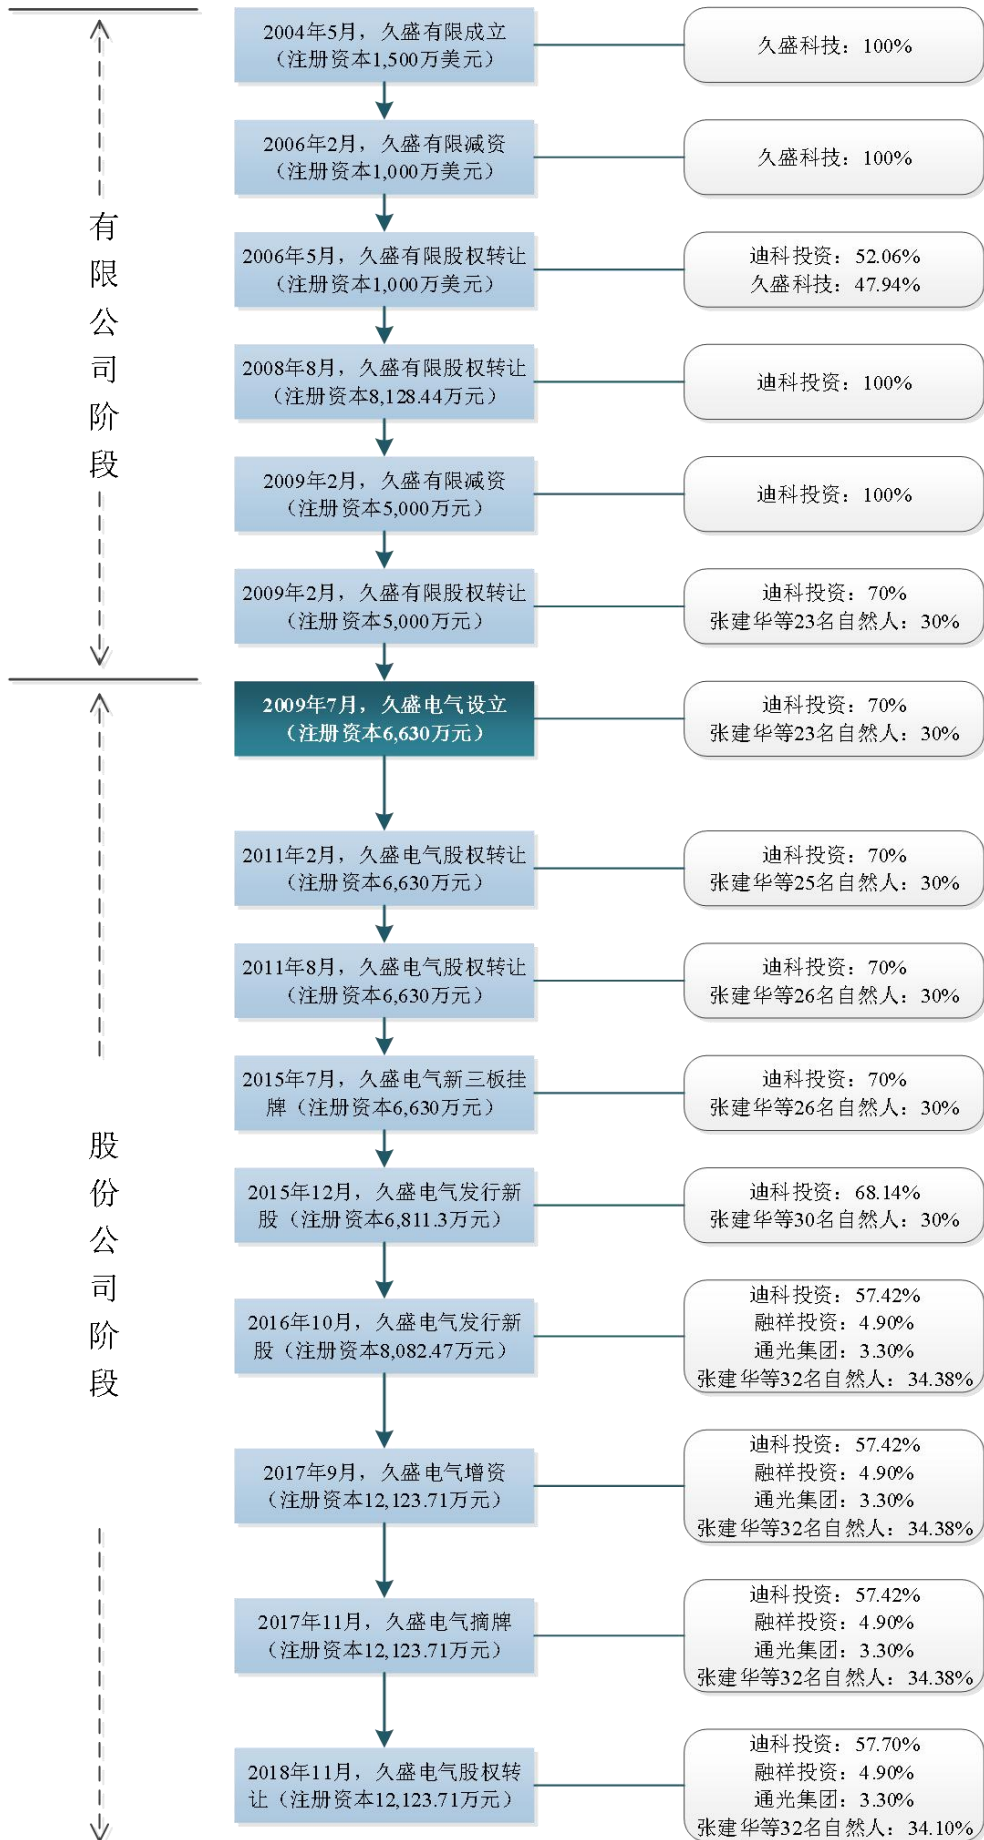 有限公司阶段
2004年5月，久盛有限成立
（注册资本1,500万美元）
久盛科技：100%
2006年2月，久盛有限减资
（注册资本1,000万美元）
久盛科技：100%
2006年5月，久盛有限股权转让
（注册资本1,000万美元）
迪科投资：52.06%
久盛科技：47.94%
2008年8月，久盛有限股权转让
（注册资本8,128.44万元）
迪科投资：100%
2009年2月，久盛有限减资
（注册资本5,000万元）
迪科投资：100%
2009年2月，久盛有限股权转让
（注册资本5,000万元）
迪科投资：70%
张建华等23名自然人：30%
股份公司阶段
2009年7月，久盛电气设立
（注册资本6,630万元）
迪科投资：70%
张建华等23名自然人：30%
2011年2月，久盛电气股权转让
（注册资本6,630万元）
迪科投资：70%
张建华等25名自然人：30%
2011年8月，久盛电气股权转让
（注册资本6,630万元）
迪科投资：70%
张建华等26名自然人：30%
2015年7月，久盛电气新三板挂
牌（注册资本6,630万元）
迪科投资：70%
张建华等26名自然人：30%
2015年12月，久盛电气发行新
股（注册资本6,811.3万元）
迪科投资：68.14%
张建华等30名自然人：30%
2016年10月，久盛电气发行新
股（注册资本8,082.47万元）
迪科投资：57.42%
融祥投资：4.90%
通光集团：3.30%
张建华等32名自然人：34.38%
2017年9月，久盛电气增资
（注册资本12,123.71万元）
迪科投资：57.42%
融祥投资：4.90%
通光集团：3.30%
张建华等32名自然人：34.38%
2017年11月，久盛电气摘牌
（注册资本12,123.71万元）
迪科投资：57.42%
融祥投资：4.90%
通光集团：3.30%
张建华等32名自然人：34.38%
2018年11月，久盛电气股权转
让（注册资本12,123.71万元）
迪科投资：57.70%
融祥投资：4.90%
通光集团：3.30%
张建华等32名自然人：34.10%